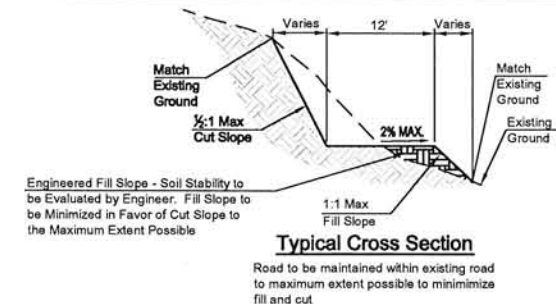 Varies
12'
Varies
Match
Existing
Ground
½:1 Max
Cut Slope
2% MAX.
Match
Existing
Ground
Existing
Ground
Engineered Fill Slope - Soil Stability to
be Evaluated by Engineer. Fill Slope to
be Minimized in Favor of Cut Slope to
the Maximum Extent Possible
1:1 Max
Fill Slope
Typical Cross Section
Road to be maintained within existing road
to maximum extent possible to minimimize
fill and cut